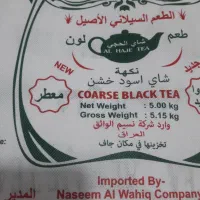 الطعم السيلاني الأصيل
طعم
لون
شاي الحجي
AL HAJE TEA
NEW
جديد
نكهة
شاي اسود خشن
معطر
COARSE BLACK TEA
Net Weight : 5.00 kg
Gross Weight : 5.15 kg
وارد شركة نسيم الواثق
العراق
تخزينها في مكان جاف
Imported By-
Naseem Al Wahiq Company
المدير